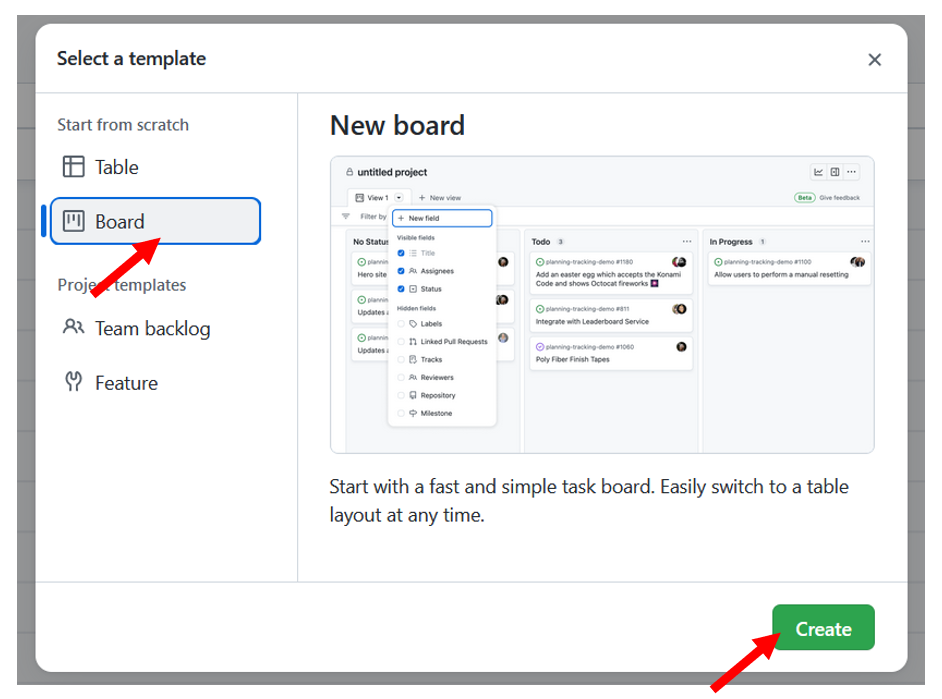 Select a template
Start from scratch
Table
Board
Project templates
Team backlog
Feature
New board
untitled project
View 1
New view
Beta
Give feedback
Filter by
New field
Visible fields
Title
Assignees
Status
Hidden fields
Labels
Linked Pull Requests
Tracks
Reviewers
Repository
Milestone
No Status
Hero site
Updates
Updates
Todo 3
planning-tracking-demo #1180
Add an easter egg which accepts the Konami
Code and shows Octocat fireworks
planning-tracking-demo #811
Integrate with Leaderboard Service
planning-tracking-demo #1060
Poly Fiber Finish Tapes
In Progress 1
planning-tracking-demo #1100
Allow users to perform a manual resetting
Start with a fast and simple task board. Easily switch to a table
layout at any time.
Create